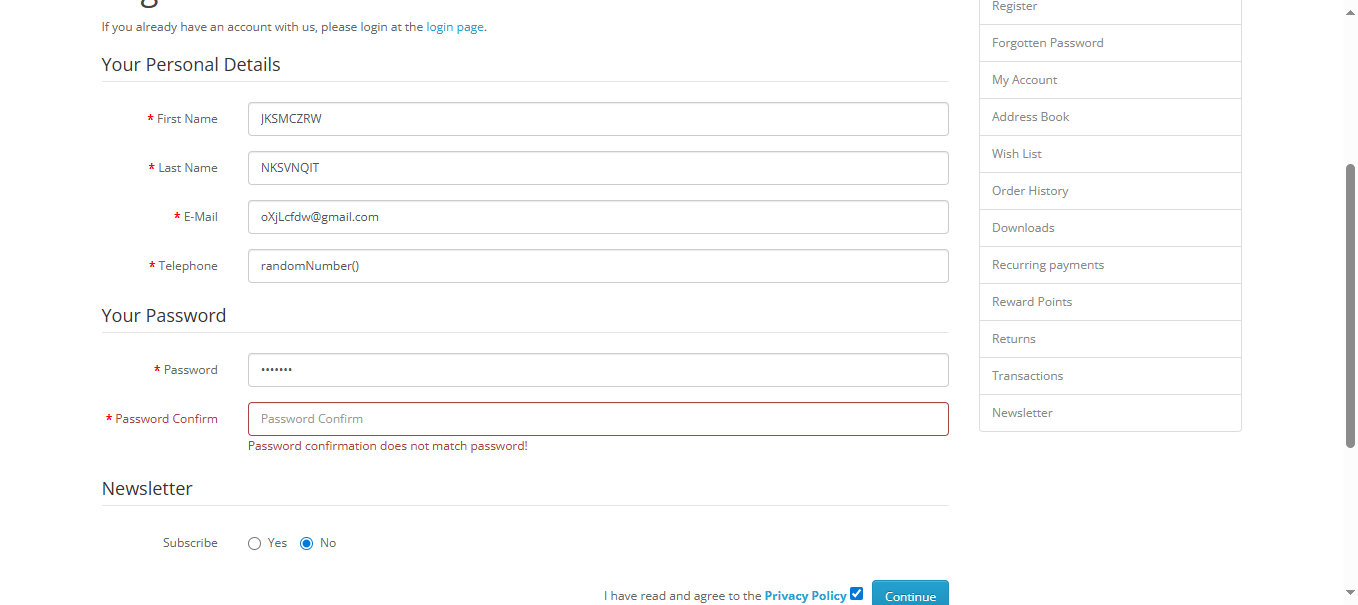 If you already have an account with us, please login at the login page.
Your Personal Details
* First Name
JKSMCZRW
* Last Name
NKSVNQIT
* E-Mail
oXjLcfdw@gmail.com
* Telephone
randomNumber()
Your Password
* Password
•••••••
* Password Confirm
Password Confirm
Password confirmation does not match password!
Newsletter
Subscribe
Yes
No
I have read and agree to the Privacy Policy
Continue
Register
Forgotten Password
My Account
Address Book
Wish List
Order History
Downloads
Recurring payments
Reward Points
Returns
Transactions
Newsletter